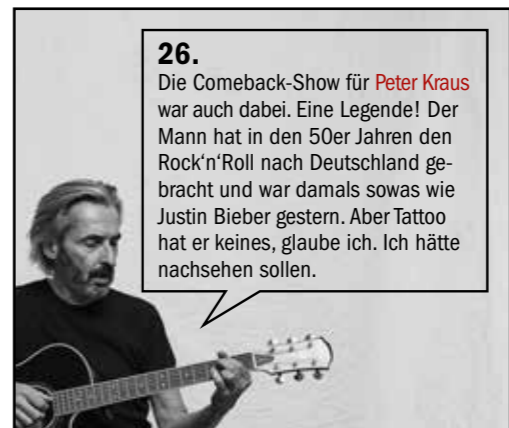 26.
Die Comeback-Show für Peter Kraus
war auch dabei. Eine Legende! Der
Mann hat in den 50er Jahren den
Rock‘n‘Roll nach Deutschland ge-
bracht und war damals sowas wie
Justin Bieber gestern. Aber Tattoo
hat er keines, glaube ich. Ich hätte
nachsehen sollen.